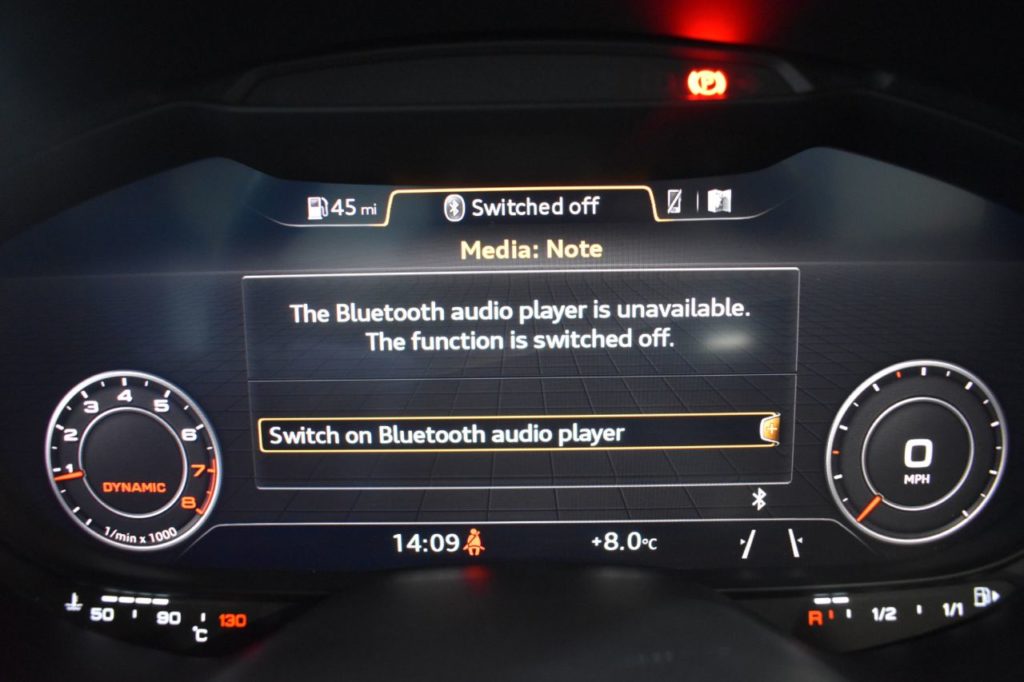 P
45 mi
Switched off
Media: Note
The Bluetooth audio player is unavailable.
The function is switched off.
Switch on Bluetooth audio player
1 2 3 4 5 6 7 8
DYNAMIC
1/min x 1000
0
MPH
14:09
+8.0°C
50 90 130
°C
R 1/2 1/1